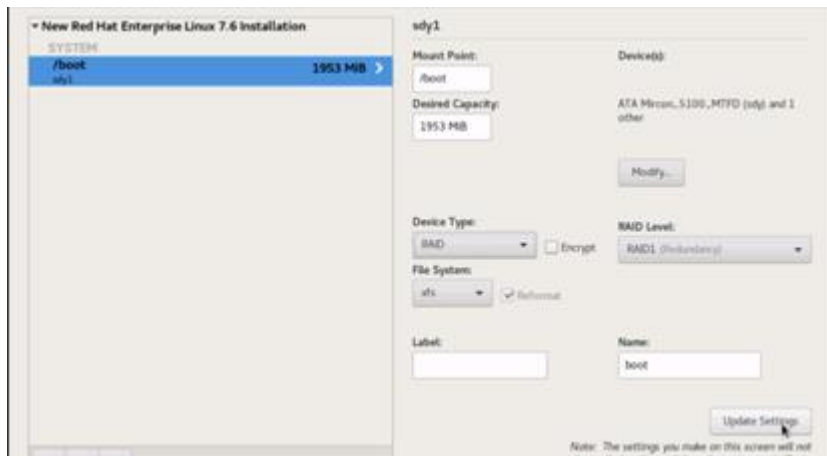 New Red Hat Enterprise Linux 7.6 Installation
SYSTEM
/boot
1953 MiB
sdy1
sdy1
Mount Point:
/boot
Device(s):
Desired Capacity:
1953 MiB
ATA Micron_5100_MTFD (sdy) and 1
other
Modify...
Device Type:
RAID
Encrypt
RAID Level:
RAID1 (Redundancy)
File System:
xfs
Reformat
Label:
Name:
boot
Update Settings
Note: The settings you make on this screen will not